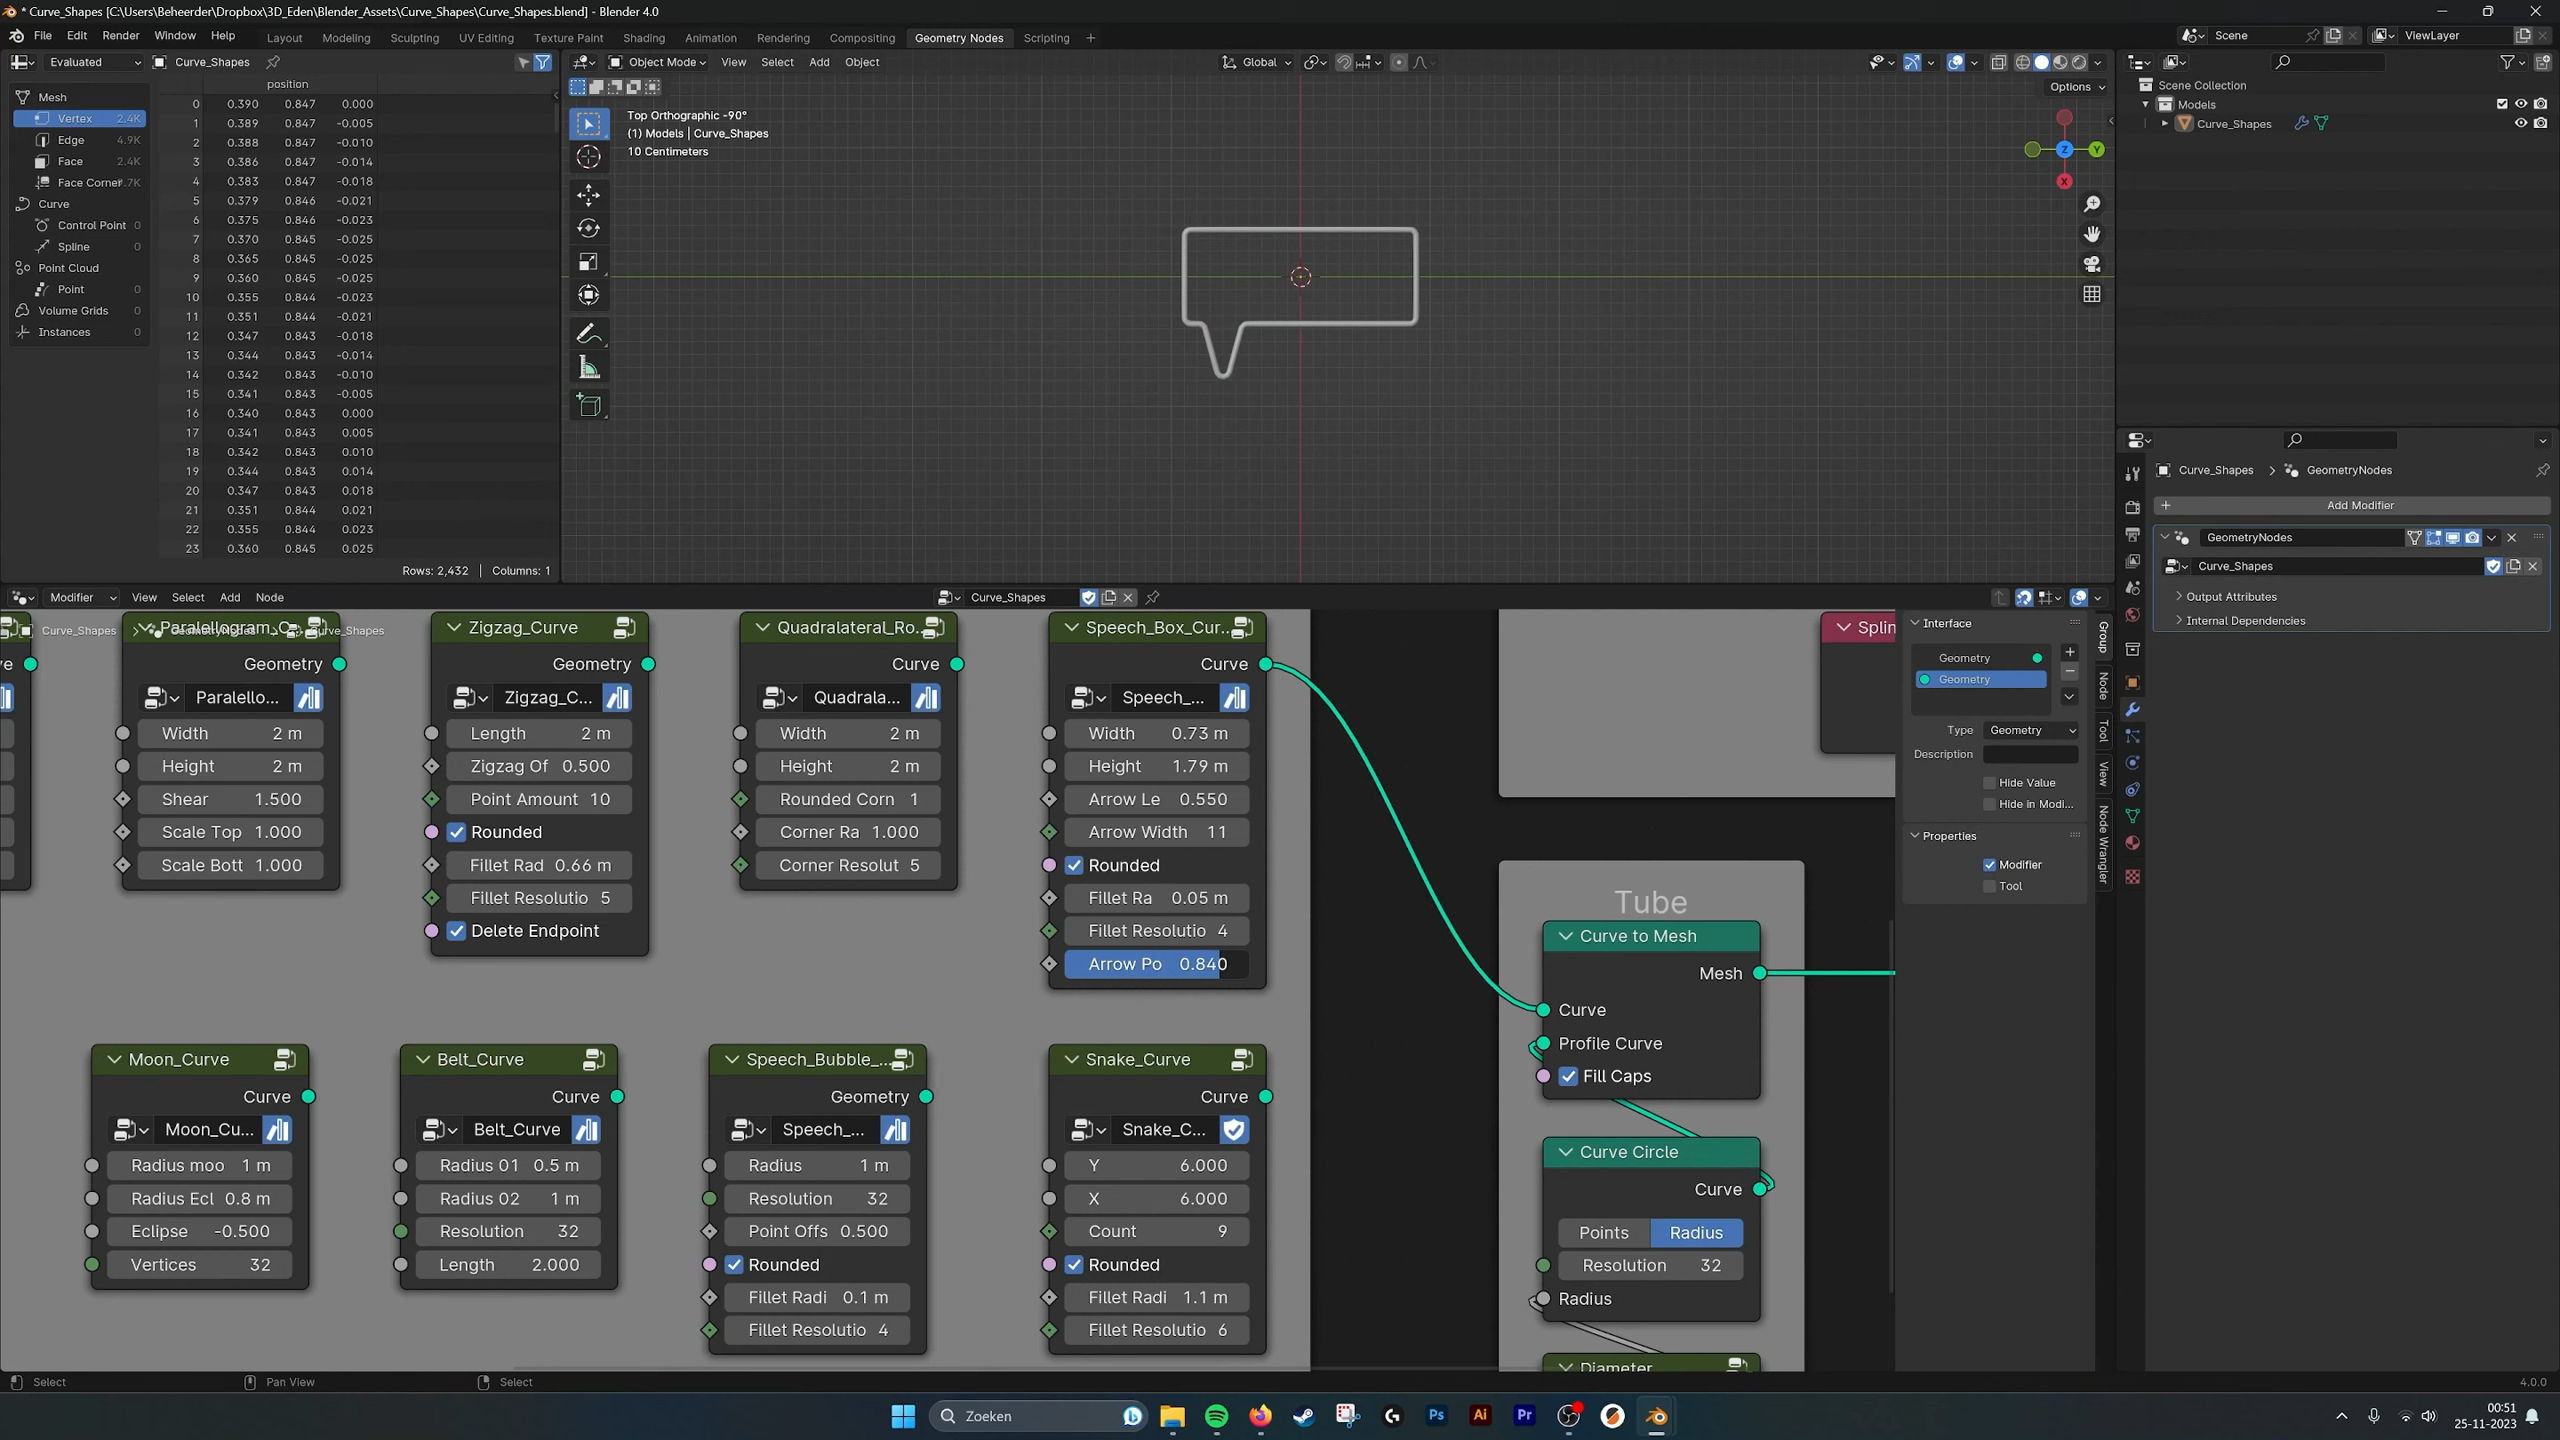 * Curve_Shapes [C:\Users\Beheerder\Dropbox\3D_Eden\Blender_Assets\Curve_Shapes\Curve_Shapes.blend] - Blender 4.0
File Edit Render Window Help Layout Modeling Sculpting UV Editing Texture Paint Shading Animation Rendering Compositing Geometry Nodes Scripting + Scene ViewLayer
Evaluated Curve_Shapes
position
Mesh
Vertex 2.4K
Edge 4.9K
Face 2.4K
Face Corner
Curve
Control Point 0
Spline 0
Point Cloud
Point 0
Volume Grids 0
Instances 0
0 0.390 0.847 0.000
1 0.389 0.847 -0.005
2 0.388 0.847 -0.010
3 0.386 0.847 -0.014
4 0.383 0.847 -0.018
5 0.379 0.846 -0.021
6 0.375 0.846 -0.023
7 0.370 0.845 -0.025
8 0.365 0.845 -0.025
9 0.360 0.845 -0.025
10 0.355 0.844 -0.023
11 0.351 0.844 -0.021
12 0.347 0.843 -0.018
13 0.344 0.843 -0.014
14 0.342 0.843 -0.010
15 0.341 0.843 -0.005
16 0.340 0.843 0.000
17 0.341 0.843 0.005
18 0.342 0.843 0.010
19 0.344 0.843 0.014
20 0.347 0.843 0.018
21 0.351 0.844 0.021
22 0.355 0.844 0.023
23 0.360 0.845 0.025
Rows: 2,432 | Columns: 1
Object Mode View Select Add Object Global
Options
Top Orthographic -90°
(1) Models | Curve_Shapes
10 Centimeters
Z
Y
X
Scene Collection
Models
Curve_Shapes
Curve_Shapes > GeometryNodes
Add Modifier
GeometryNodes
Curve_Shapes
Output Attributes
Internal Dependencies
Modifier View Select Add Node Curve_Shapes
Curve_Shapes > > Curve_Shapes
Geometry
Paralello...
Width 2 m
Height 2 m
Shear 1.500
Scale Top 1.000
Scale Bott 1.000
Zigzag_Curve
Geometry
Zigzag_C...
Length 2 m
Zigzag Of 0.500
Point Amount 10
Rounded
Fillet Rad 0.66 m
Fillet Resolutio 5
Delete Endpoint
Quadralateral_Ro...
Curve
Quadrala...
Width 2 m
Height 2 m
Rounded Corn 1
Corner Ra 1.000
Corner Resolut 5
Speech_Box_Cur...
Curve
Speech_...
Width 0.73 m
Height 1.79 m
Arrow Le 0.550
Arrow Width 11
Rounded
Fillet Ra 0.05 m
Fillet Resolutio 4
Arrow Po 0.840
Moon_Curve
Curve
Moon_Cu...
Radius moo 1 m
Radius Ecl 0.8 m
Eclipse -0.500
Vertices 32
Belt_Curve
Curve
Belt_Curve
Radius 01 0.5 m
Radius 02 1 m
Resolution 32
Length 2.000
Speech_Bubble_...
Geometry
Speech_...
Radius 1 m
Resolution 32
Point Offs 0.500
Rounded
Fillet Radi 0.1 m
Fillet Resolutio 4
Snake_Curve
Curve
Snake_C...
Y 6.000
X 6.000
Count 9
Rounded
Fillet Radi 1.1 m
Fillet Resolutio 6
Splin
Tube
Curve to Mesh
Mesh
Curve
Profile Curve
Fill Caps
Curve Circle
Curve
Points Radius
Resolution 32
Radius
Diameter
Interface
Geometry
Geometry
Type Geometry
Description
Hide Value
Hide in Modi...
Properties
Modifier
Tool
Group
Node
Tool
View
Node Wrangler
Select Pan View Select
4.0.0
Zoeken
Ps
Ai
Pr
00:51
25-11-2023